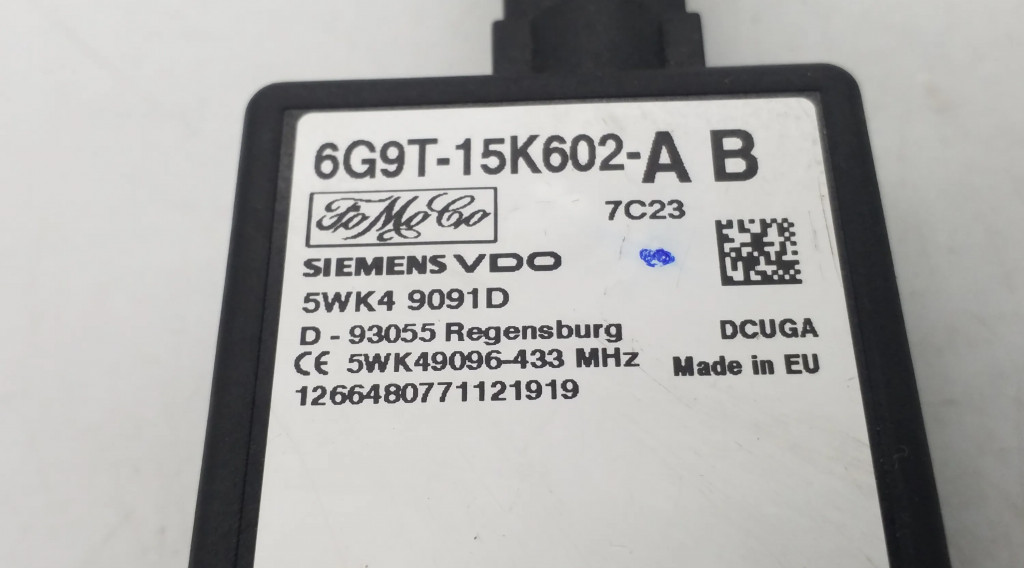 6G9T-15K602-A B
FoMoCo 7C23
SIEMENS VDO
5WK4 9091D
D - 93055 Regensburg DCUGA
CE 5WK49096-433 MHz Made in EU
1266480771121919